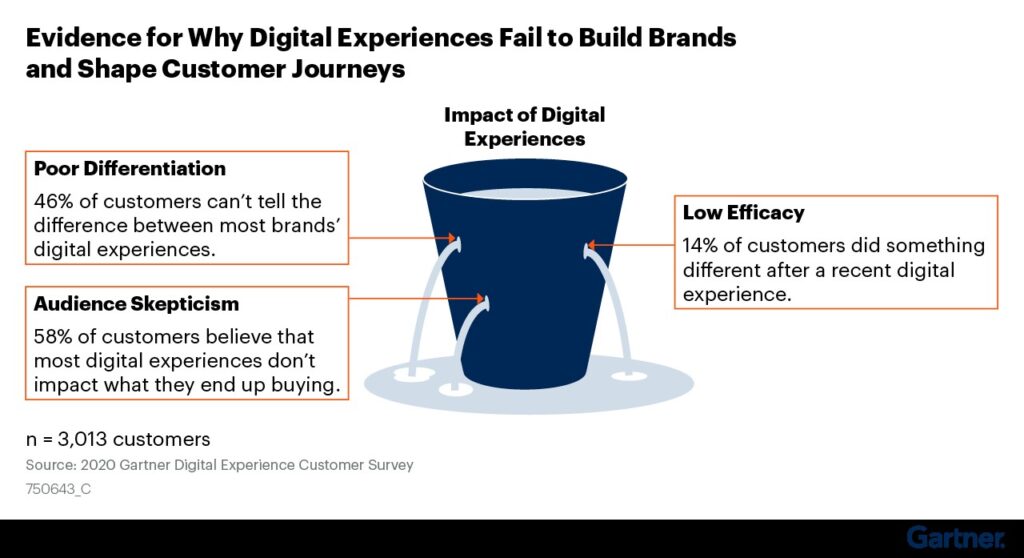 Evidence for Why Digital Experiences Fail to Build Brands
and Shape Customer Journeys
Impact of Digital
Experiences
Poor Differentiation
46% of customers can’t tell the
difference between most brands’
digital experiences.
Audience Skepticism
58% of customers believe that
most digital experiences don’t
impact what they end up buying.
Low Efficacy
14% of customers did something
different after a recent digital
experience.
n = 3,013 customers
Source: 2020 Gartner Digital Experience Customer Survey
750643_C
Gartner.